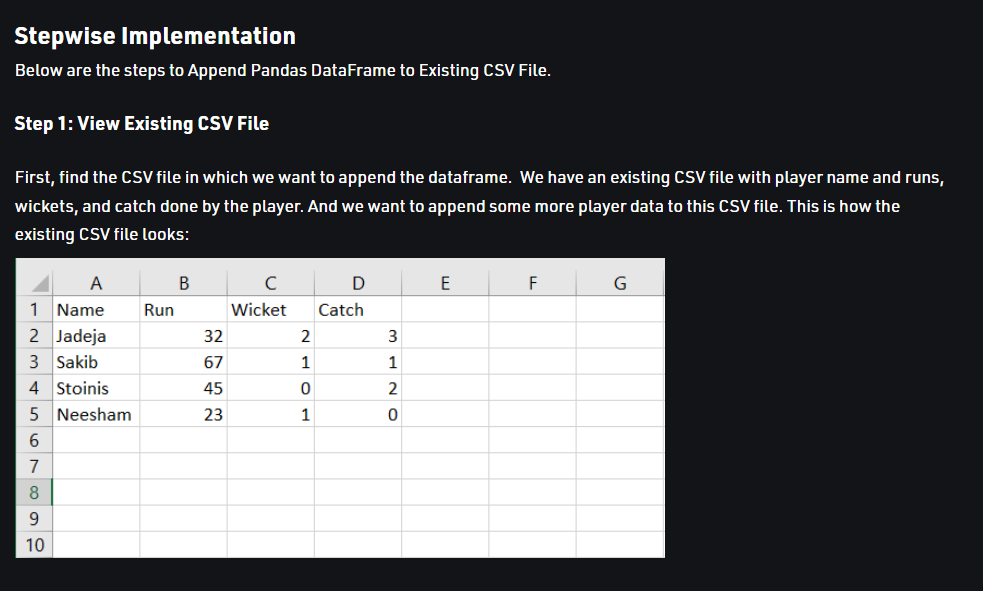 Stepwise Implementation
Below are the steps to Append Pandas DataFrame to Existing CSV File.
Step 1: View Existing CSV File
First, find the CSV file in which we want to append the dataframe.  We have an existing CSV file with player name and runs,
wickets, and catch done by the player. And we want to append some more player data to this CSV file. This is how the
existing CSV file looks:
A B C D E F G
1 Name Run Wicket Catch
2 Jadeja 32 2 3
3 Sakib 67 1 1
4 Stoinis 45 0 2
5 Neesham 23 1 0
6
7
8
9
10